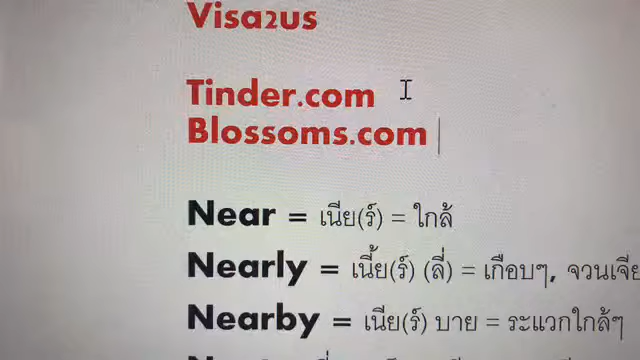 Visa2us
Tinder.com
Blossoms.com
Near = เนีย(ร์) = ใกล้
Nearly = เนี้ย(ร์) (ลี่) = เกือบๆ, จวนเจีย
Nearby = เนีย(ร์) บาย = ระแวกใกล้ๆ